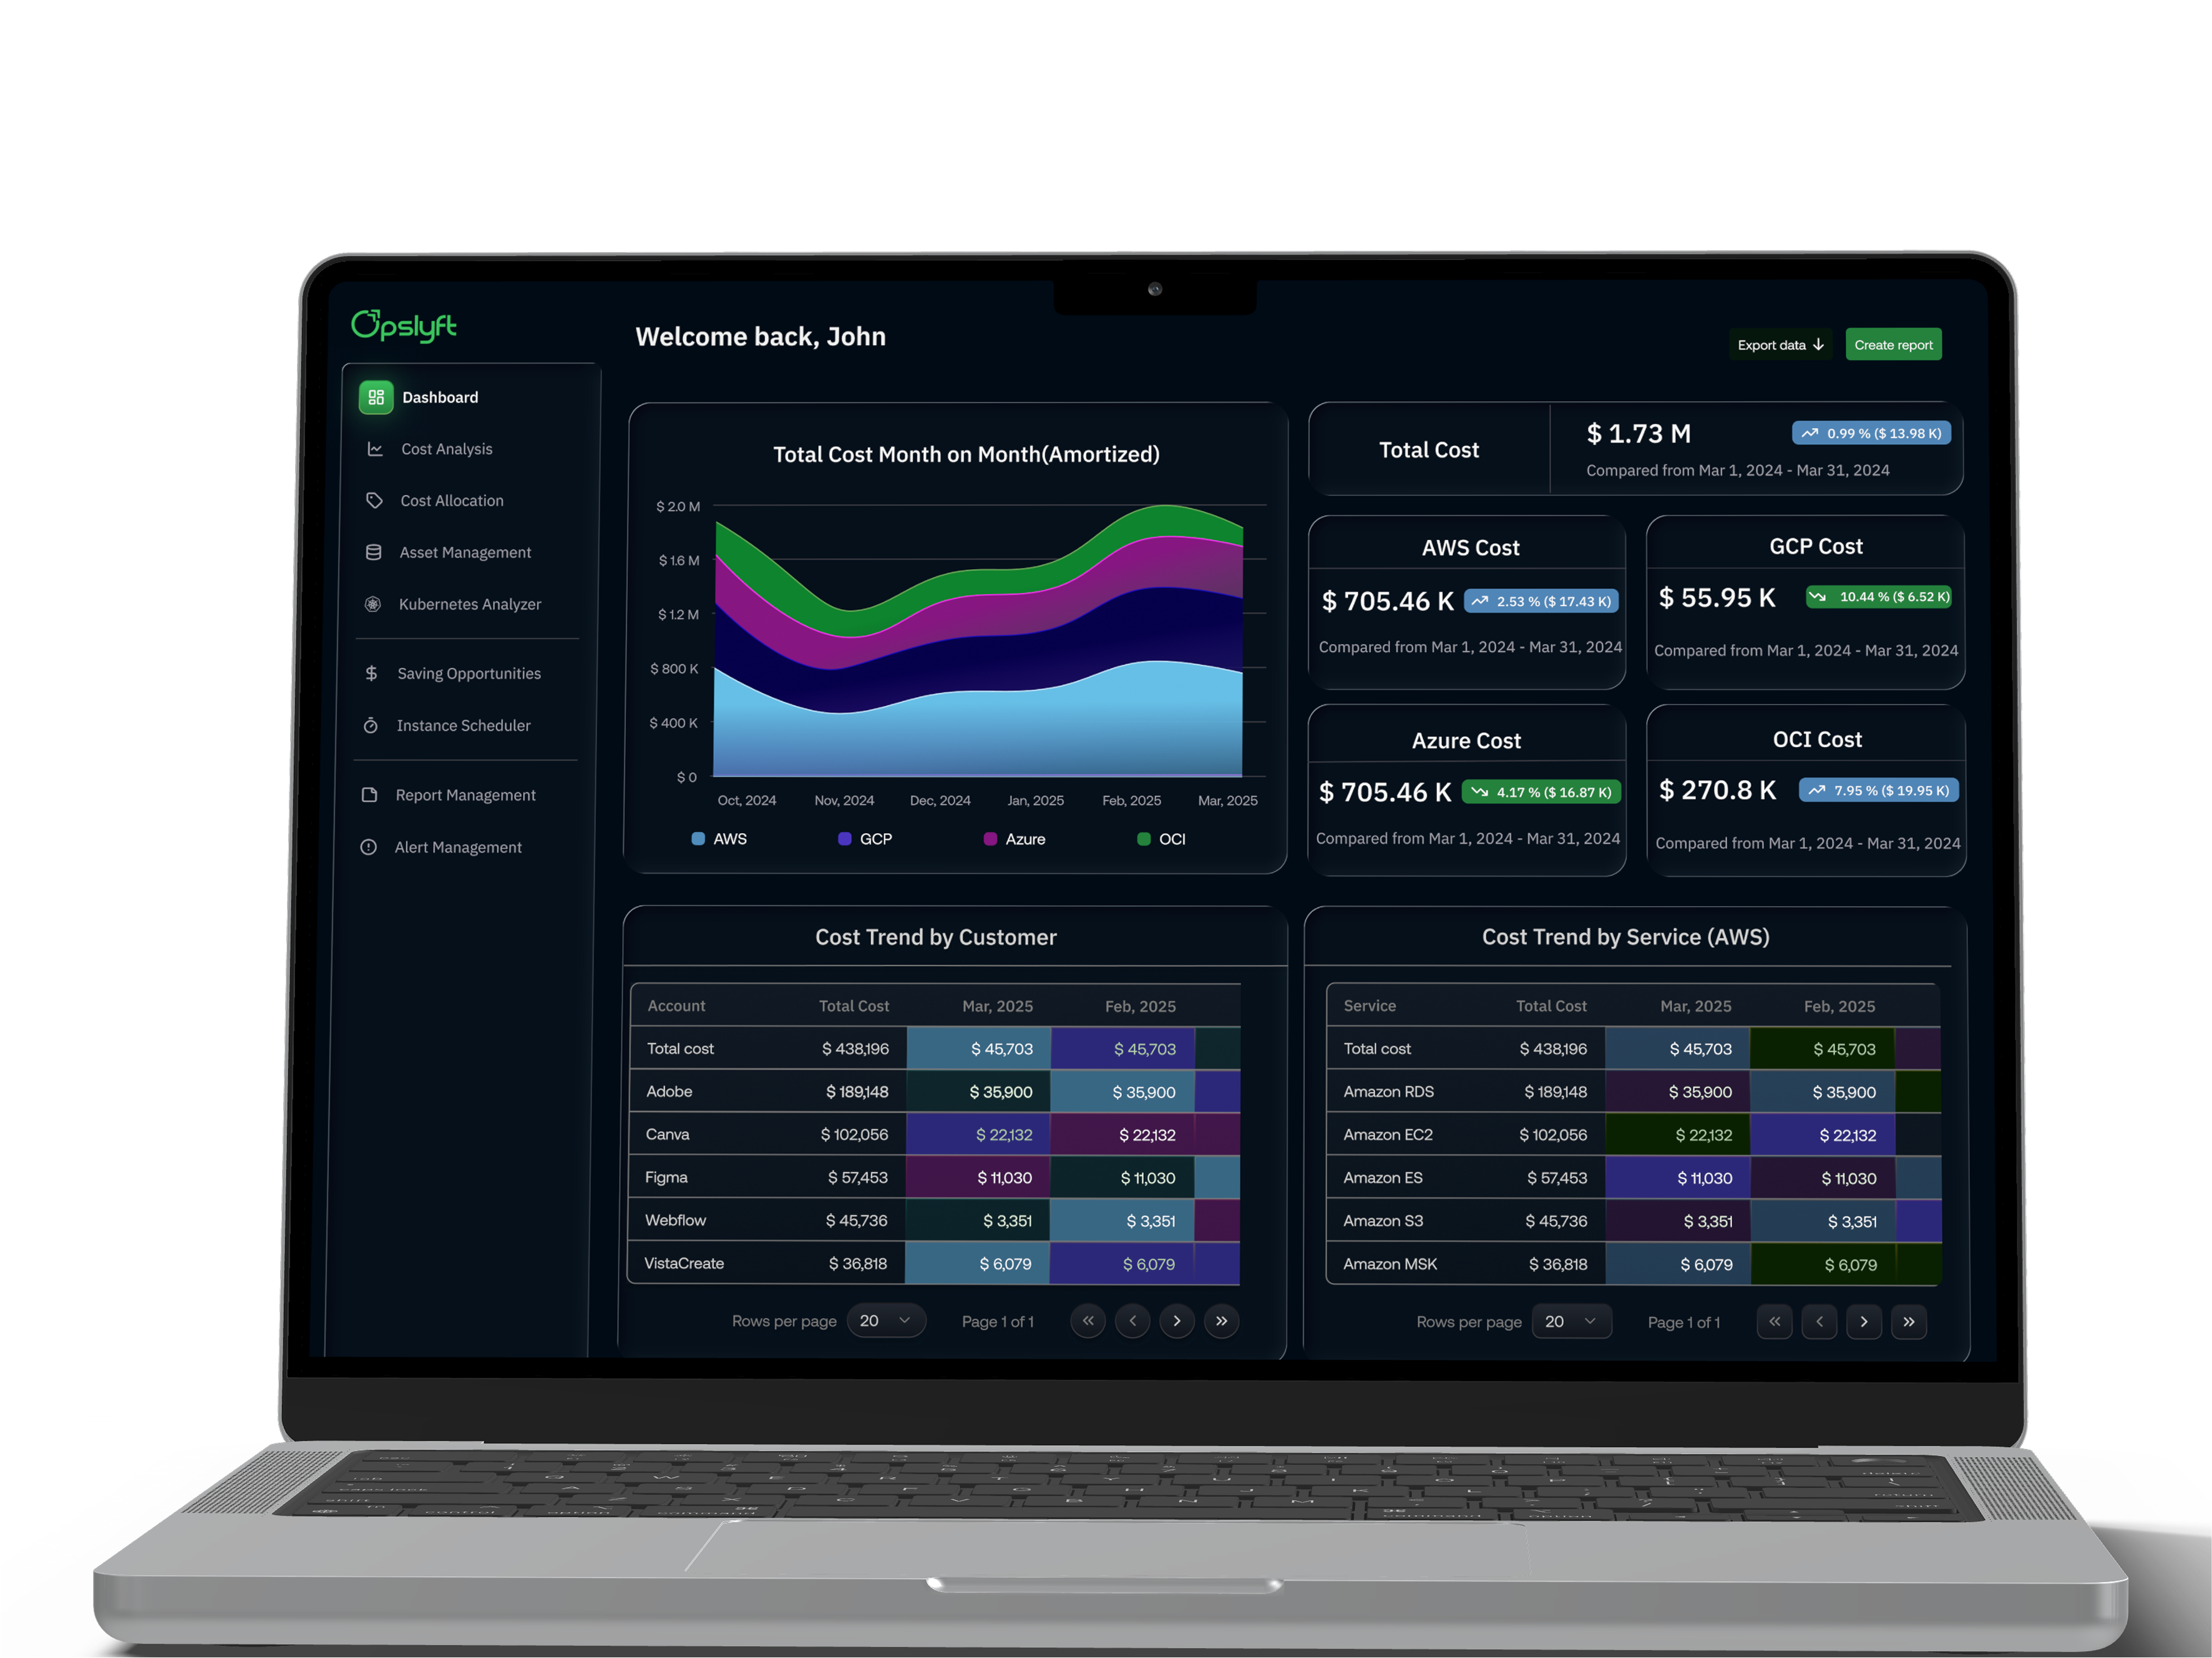 Opslyft
Welcome back, John
Export data
Create report
Dashboard
Cost Analysis
Cost Allocation
Asset Management
Kubernetes Analyzer
Saving Opportunities
Instance Scheduler
Report Management
Alert Management
Total Cost Month on Month(Amortized)
$ 2.0 M
$ 1.6 M
$ 1.2 M
$ 800 K
$ 400 K
$ 0
Oct, 2024 Nov, 2024 Dec, 2024 Jan, 2025 Feb, 2025 Mar, 2025
AWS GCP Azure OCI
Total Cost
$ 1.73 M 0.99 % ($ 13.98 K)
Compared from Mar 1, 2024 - Mar 31, 2024
AWS Cost
$ 705.46 K 2.53 % ($ 17.43 K)
Compared from Mar 1, 2024 - Mar 31, 2024
GCP Cost
$ 55.95 K 10.44 % ($ 6.52 K)
Compared from Mar 1, 2024 - Mar 31, 2024
Azure Cost
$ 705.46 K 4.17 % ($ 16.87 K)
Compared from Mar 1, 2024 - Mar 31, 2024
OCI Cost
$ 270.8 K 7.95 % ($ 19.95 K)
Compared from Mar 1, 2024 - Mar 31, 2024
Cost Trend by Customer
Account Total Cost Mar, 2025 Feb, 2025
Total cost $ 438,196 $ 45,703 $ 45,703
Adobe $ 189,148 $ 35,900 $ 35,900
Canva $ 102,056 $ 22,132 $ 22,132
Figma $ 57,453 $ 11,030 $ 11,030
Webflow $ 45,736 $ 3,351 $ 3,351
VistaCreate $ 36,818 $ 6,079 $ 6,079
Rows per page 20 Page 1 of 1
Cost Trend by Service (AWS)
Service Total Cost Mar, 2025 Feb, 2025
Total cost $ 438,196 $ 45,703 $ 45,703
Amazon RDS $ 189,148 $ 35,900 $ 35,900
Amazon EC2 $ 102,056 $ 22,132 $ 22,132
Amazon ES $ 57,453 $ 11,030 $ 11,030
Amazon S3 $ 45,736 $ 3,351 $ 3,351
Amazon MSK $ 36,818 $ 6,079 $ 6,079
Rows per page 20 Page 1 of 1